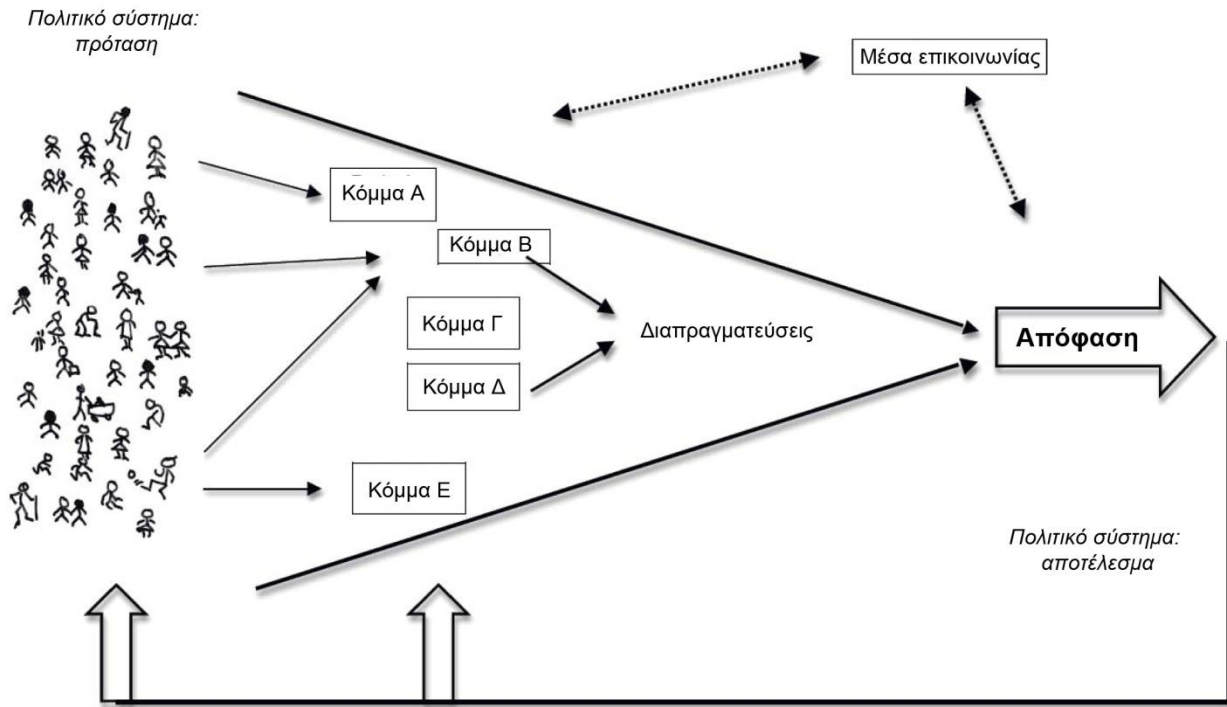 Πολιτικό σύστημα:
πρόταση
Μέσα επικοινωνίας
Κόμμα Α
Κόμμα Β
Κόμμα Γ
Διαπραγματεύσεις
Απόφαση
Κόμμα Δ
Κόμμα Ε
Πολιτικό σύστημα:
αποτέλεσμα